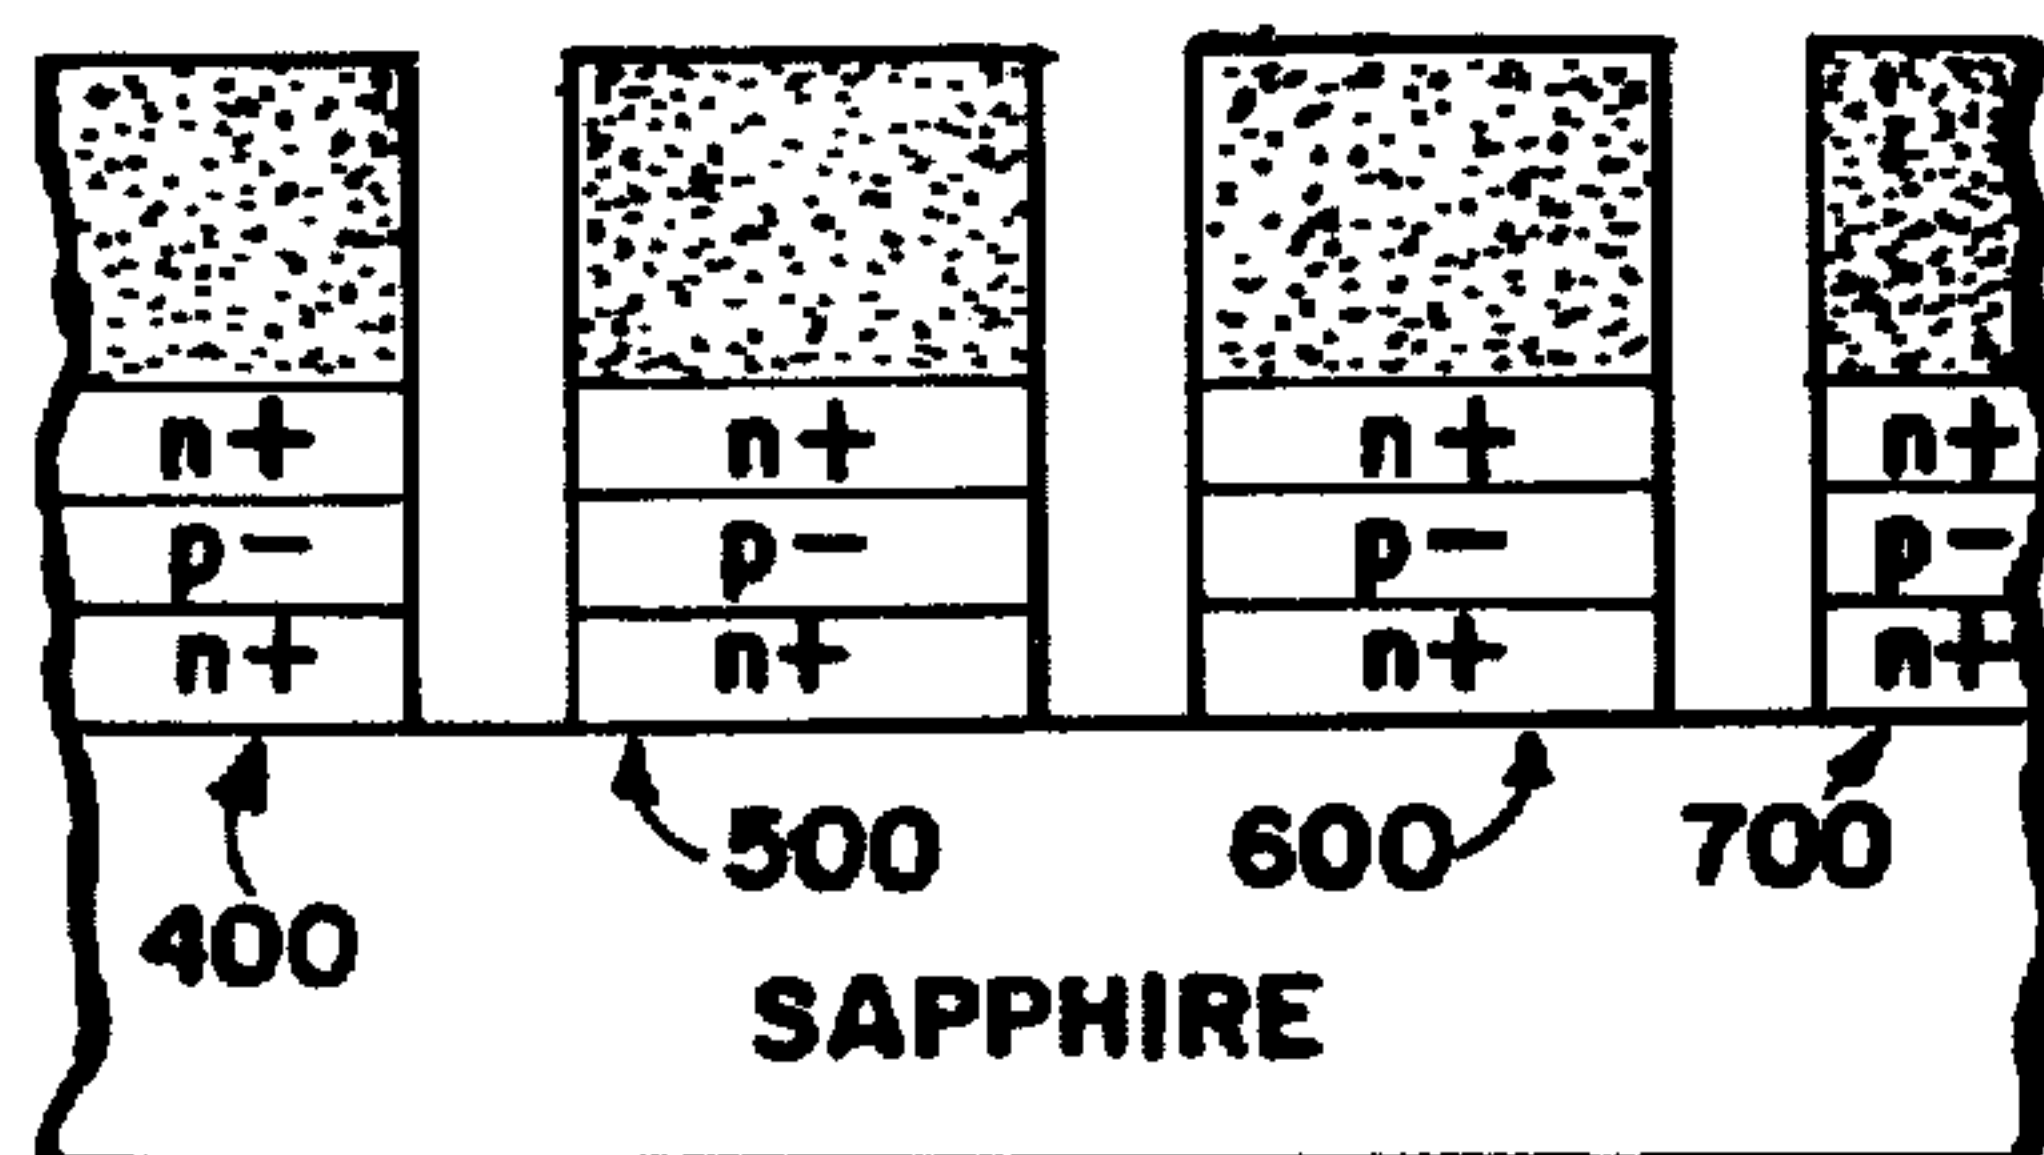 n+ n+ n+ n+
p- p- p- p-
n+ n+ n+ n+
500 600 700
400
SAPPHIRE